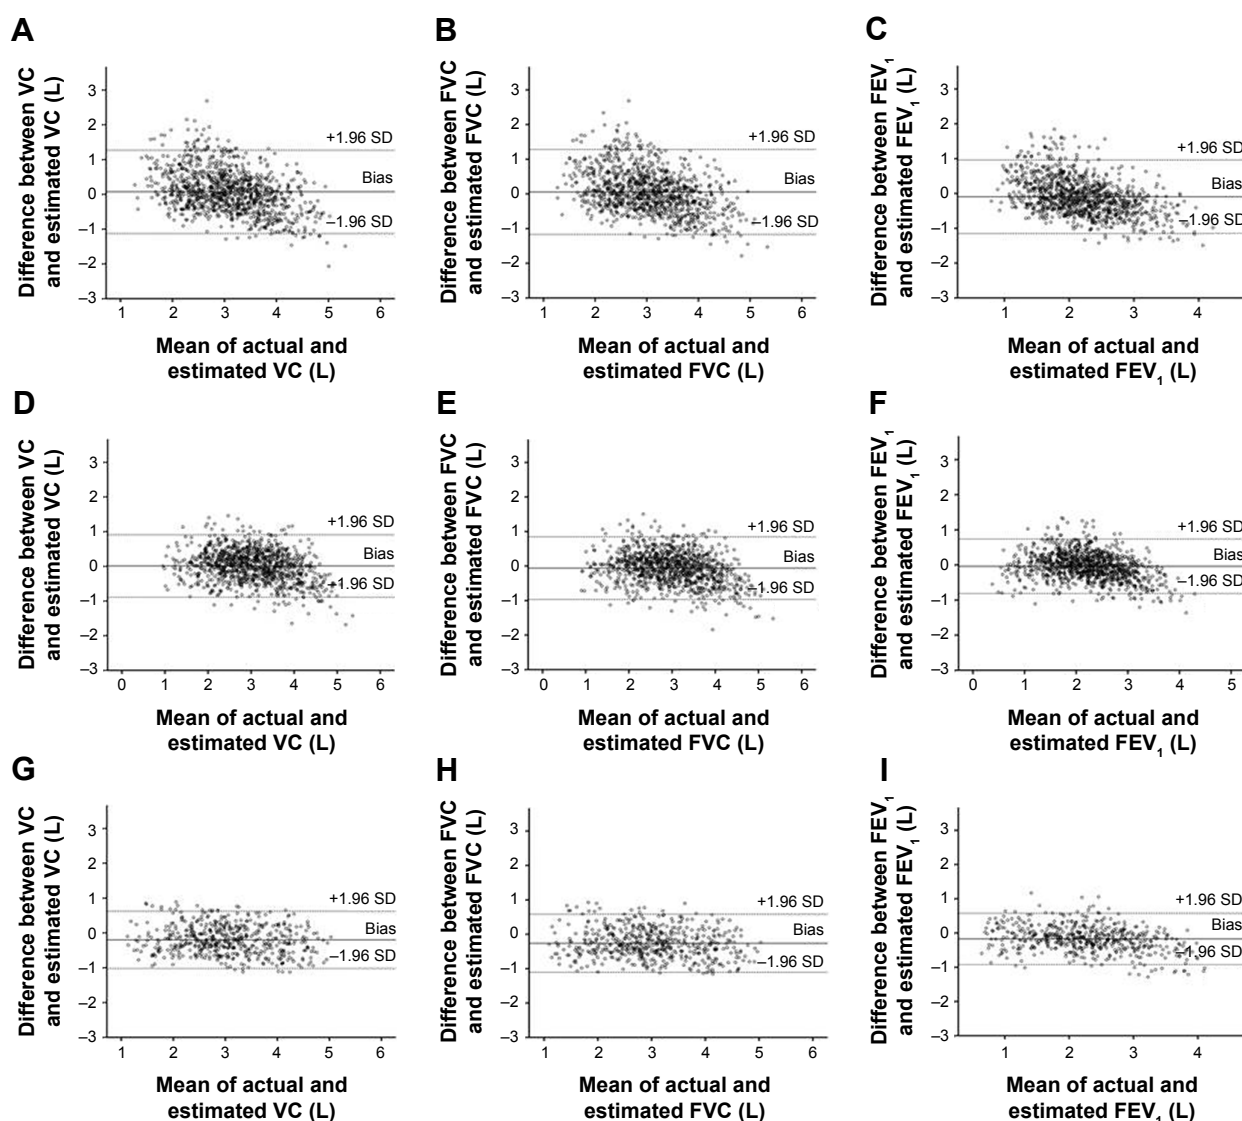 A
Difference between VC
and estimated VC (L)
3
2
1
0
–1
–2
–3
+1.96 SD
Bias
–1.96 SD
1 2 3 4 5 6
Mean of actual and
estimated VC (L)
B
Difference between FVC
and estimated FVC (L)
3
2
1
0
–1
–2
–3
+1.96 SD
Bias
–1.96 SD
1 2 3 4 5 6
Mean of actual and
estimated FVC (L)
C
Difference between FEV₁
and estimated FEV₁ (L)
3
2
1
0
–1
–2
–3
+1.96 SD
Bias
–1.96 SD
1 2 3 4
Mean of actual and
estimated FEV₁ (L)
D
Difference between VC
and estimated VC (L)
3
2
1
0
–1
–2
–3
+1.96 SD
Bias
–1.96 SD
0 1 2 3 4 5 6
Mean of actual and
estimated VC (L)
E
Difference between FVC
and estimated FVC (L)
3
2
1
0
–1
–2
–3
+1.96 SD
Bias
–1.96 SD
0 1 2 3 4 5 6
Mean of actual and
estimated FVC (L)
F
Difference between FEV₁
and estimated FEV₁ (L)
3
2
1
0
–1
–2
–3
+1.96 SD
Bias
–1.96 SD
0 1 2 3 4 5
Mean of actual and
estimated FEV₁ (L)
G
Difference between VC
and estimated VC (L)
3
2
1
0
–1
–2
–3
+1.96 SD
Bias
–1.96 SD
1 2 3 4 5 6
Mean of actual and
estimated VC (L)
H
Difference between FVC
and estimated FVC (L)
3
2
1
0
–1
–2
–3
+1.96 SD
Bias
–1.96 SD
1 2 3 4 5 6
Mean of actual and
estimated FVC (L)
I
Difference between FEV₁
and estimated FEV₁ (L)
3
2
1
0
–1
–2
–3
+1.96 SD
Bias
–1.96 SD
1 2 3 4
Mean of actual and
estimated FEV₁ (L)